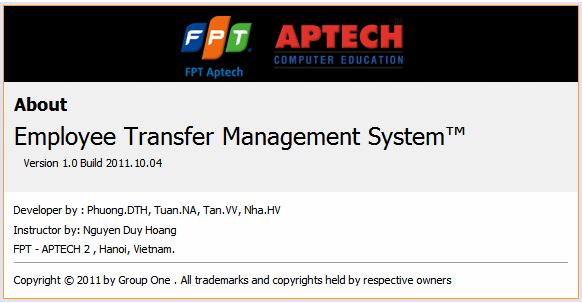 FPT
FPT Aptech
APTECH
COMPUTER EDUCATION
About
Employee Transfer Management System™
Version 1.0 Build 2011.10.04
Developer by : Phuong.DTH, Tuan.NA, Tan.VV, Nha.HV
Instructor by: Nguyen Duy Hoang
FPT - APTECH 2 , Hanoi, Vietnam.
Copyright © 2011 by Group One . All trademarks and copyrights held by respective owners